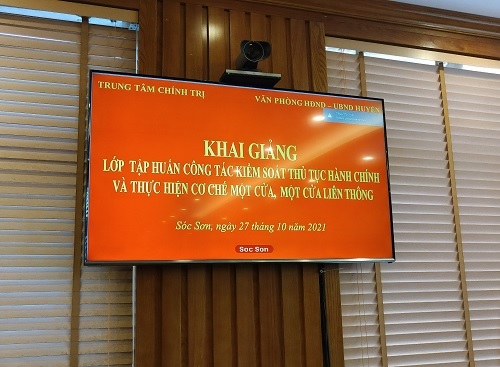 TRUNG TÂM CHÍNH TRỊ
VĂN PHÒNG HĐND - UBND HUYỆN
KHAI GIẢNG
LỚP TẬP HUẤN CÔNG TÁC KIỂM SOÁT THỦ TỤC HÀNH CHÍNH
VÀ THỰC HIỆN CƠ CHẾ MỘT CỬA, MỘT CỬA LIÊN THÔNG
Sóc Sơn, ngày 27 tháng 10 năm 2021
Soc Son